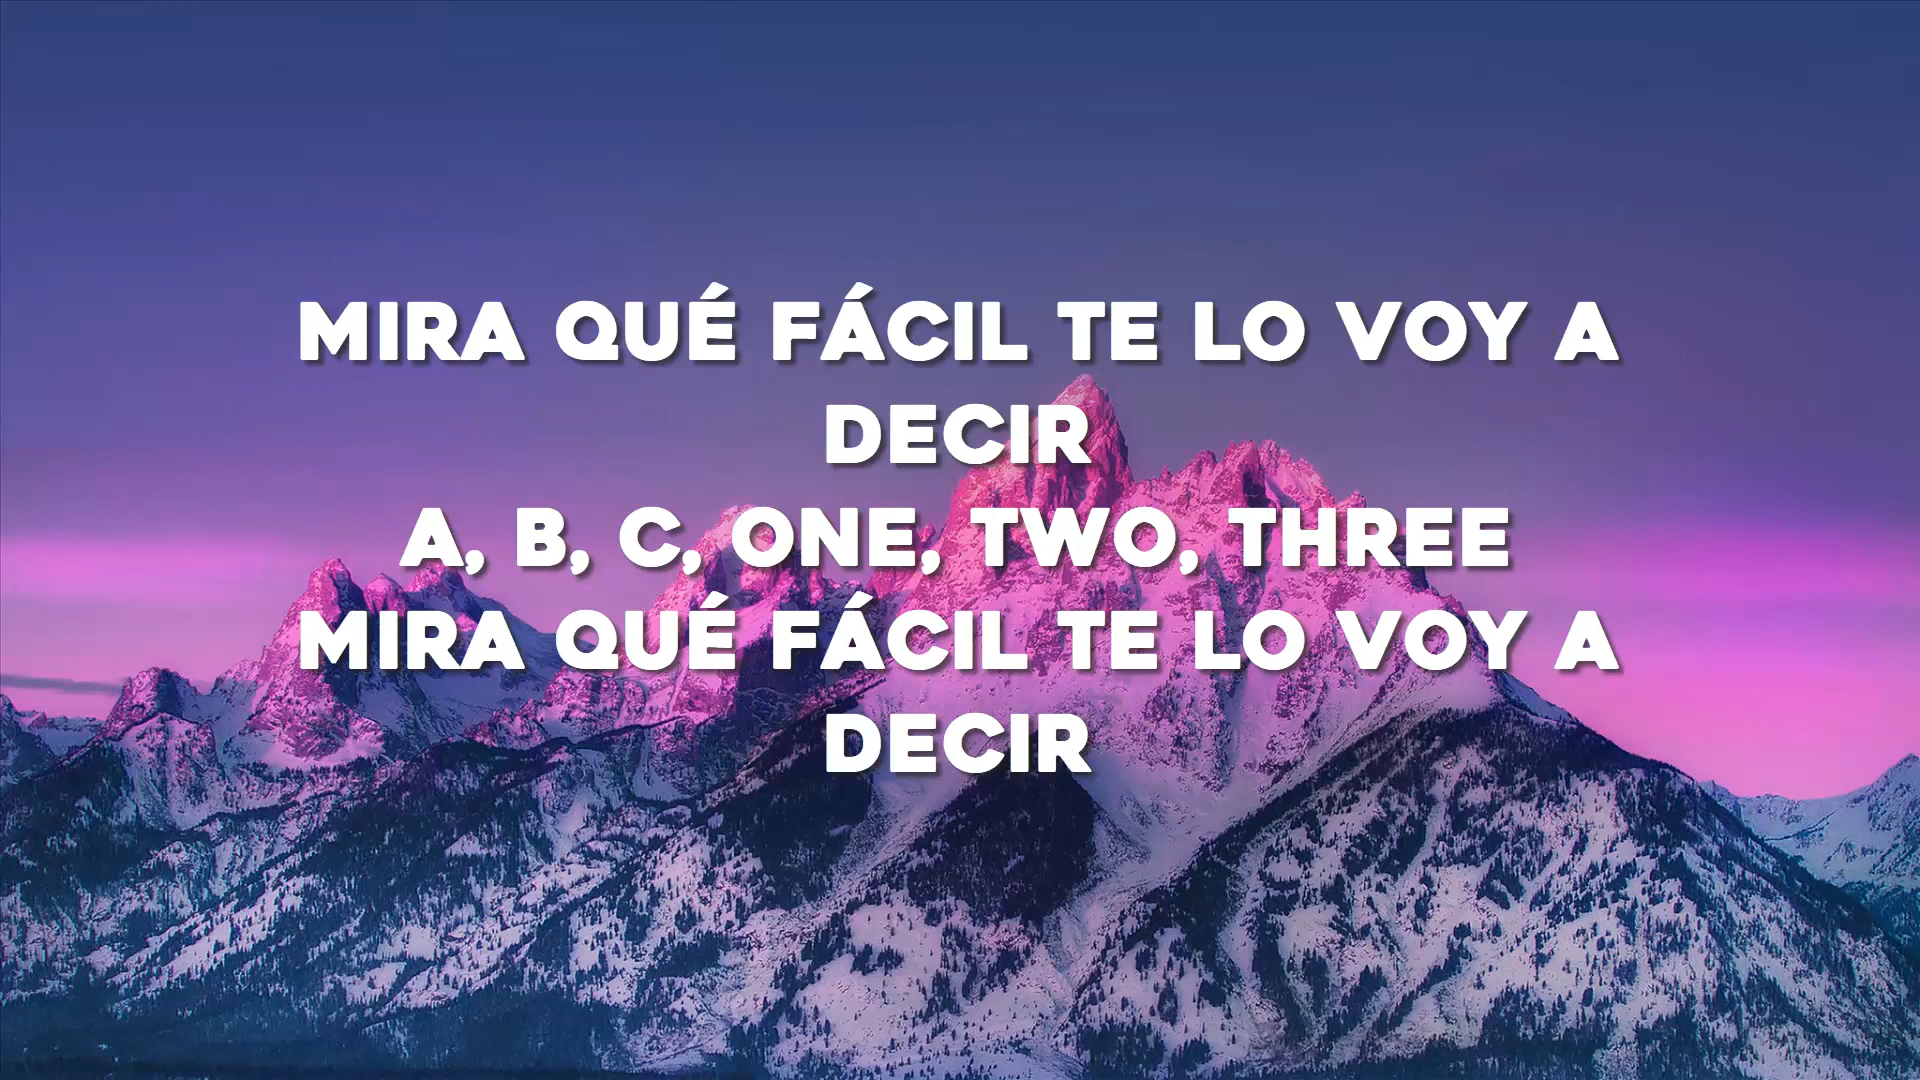 MIRA QUÉ FÁCIL TE LO VOY A
DECIR
A, B, C, ONE, TWO, THREE
MIRA QUÉ FÁCIL TE LO VOY A
DECIR